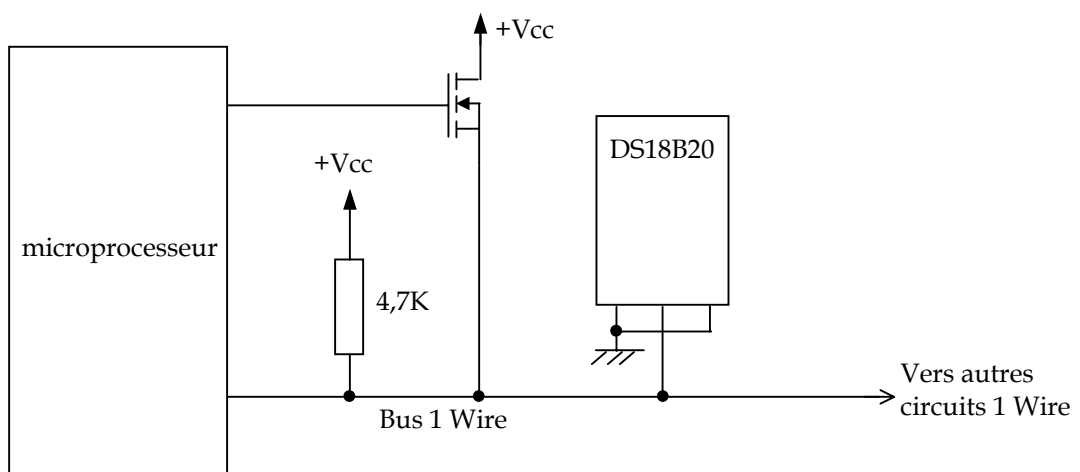 +Vcc
DS18B20
+Vcc
microprocesseur
4,7K
Vers autres
circuits 1 Wire
Bus 1 Wire